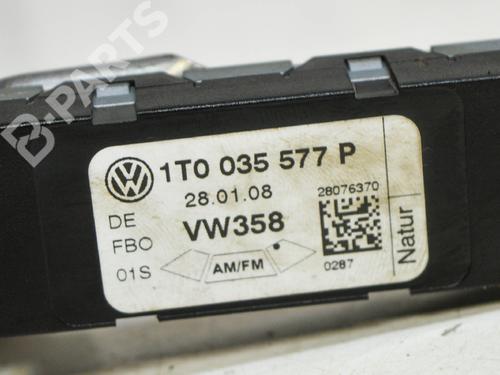 B-PARTS
1T0 035 577 P
28.01.08
28076370
DE
VW358
FBO
01S
AM/FM
0287
Natur